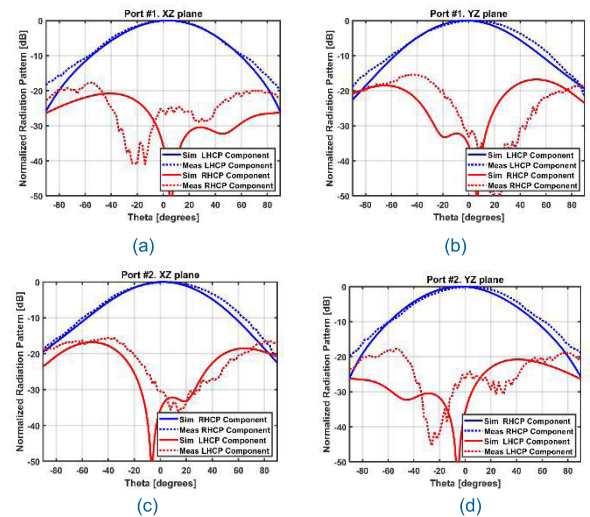 Port #1. XZ plane
Normalized Radiation Pattern [dB]
0
-10
-20
-30
-40
-50
Sim LHCP Component
Meas LHCP Component
Sim RHCP Component
Meas RHCP Component
-80 -60 -40 -20 0 20 40 60 80
Theta [degrees]
(a)
Port #1. YZ plane
Normalized Radiation Pattern [dB]
0
-10
-20
-30
-40
-50
Sim LHCP Component
Meas LHCP Component
Sim RHCP Component
Meas RHCP Component
-80 -60 -40 -20 0 20 40 60 80
Theta [degrees]
(b)
Port #2. XZ plane
Normalized Radiation Pattern [dB]
0
-10
-20
-30
-40
-50
Sim RHCP Component
Meas RHCP Component
Sim LHCP Component
Meas LHCP Component
-80 -60 -40 -20 0 20 40 60 80
Theta [degrees]
(c)
Port #2. YZ plane
Normalized Radiation Pattern [dB]
0
-10
-20
-30
-40
-50
Sim RHCP Component
Meas RHCP Component
Sim LHCP Component
Meas LHCP Component
-80 -60 -40 -20 0 20 40 60 80
Theta [degrees]
(d)